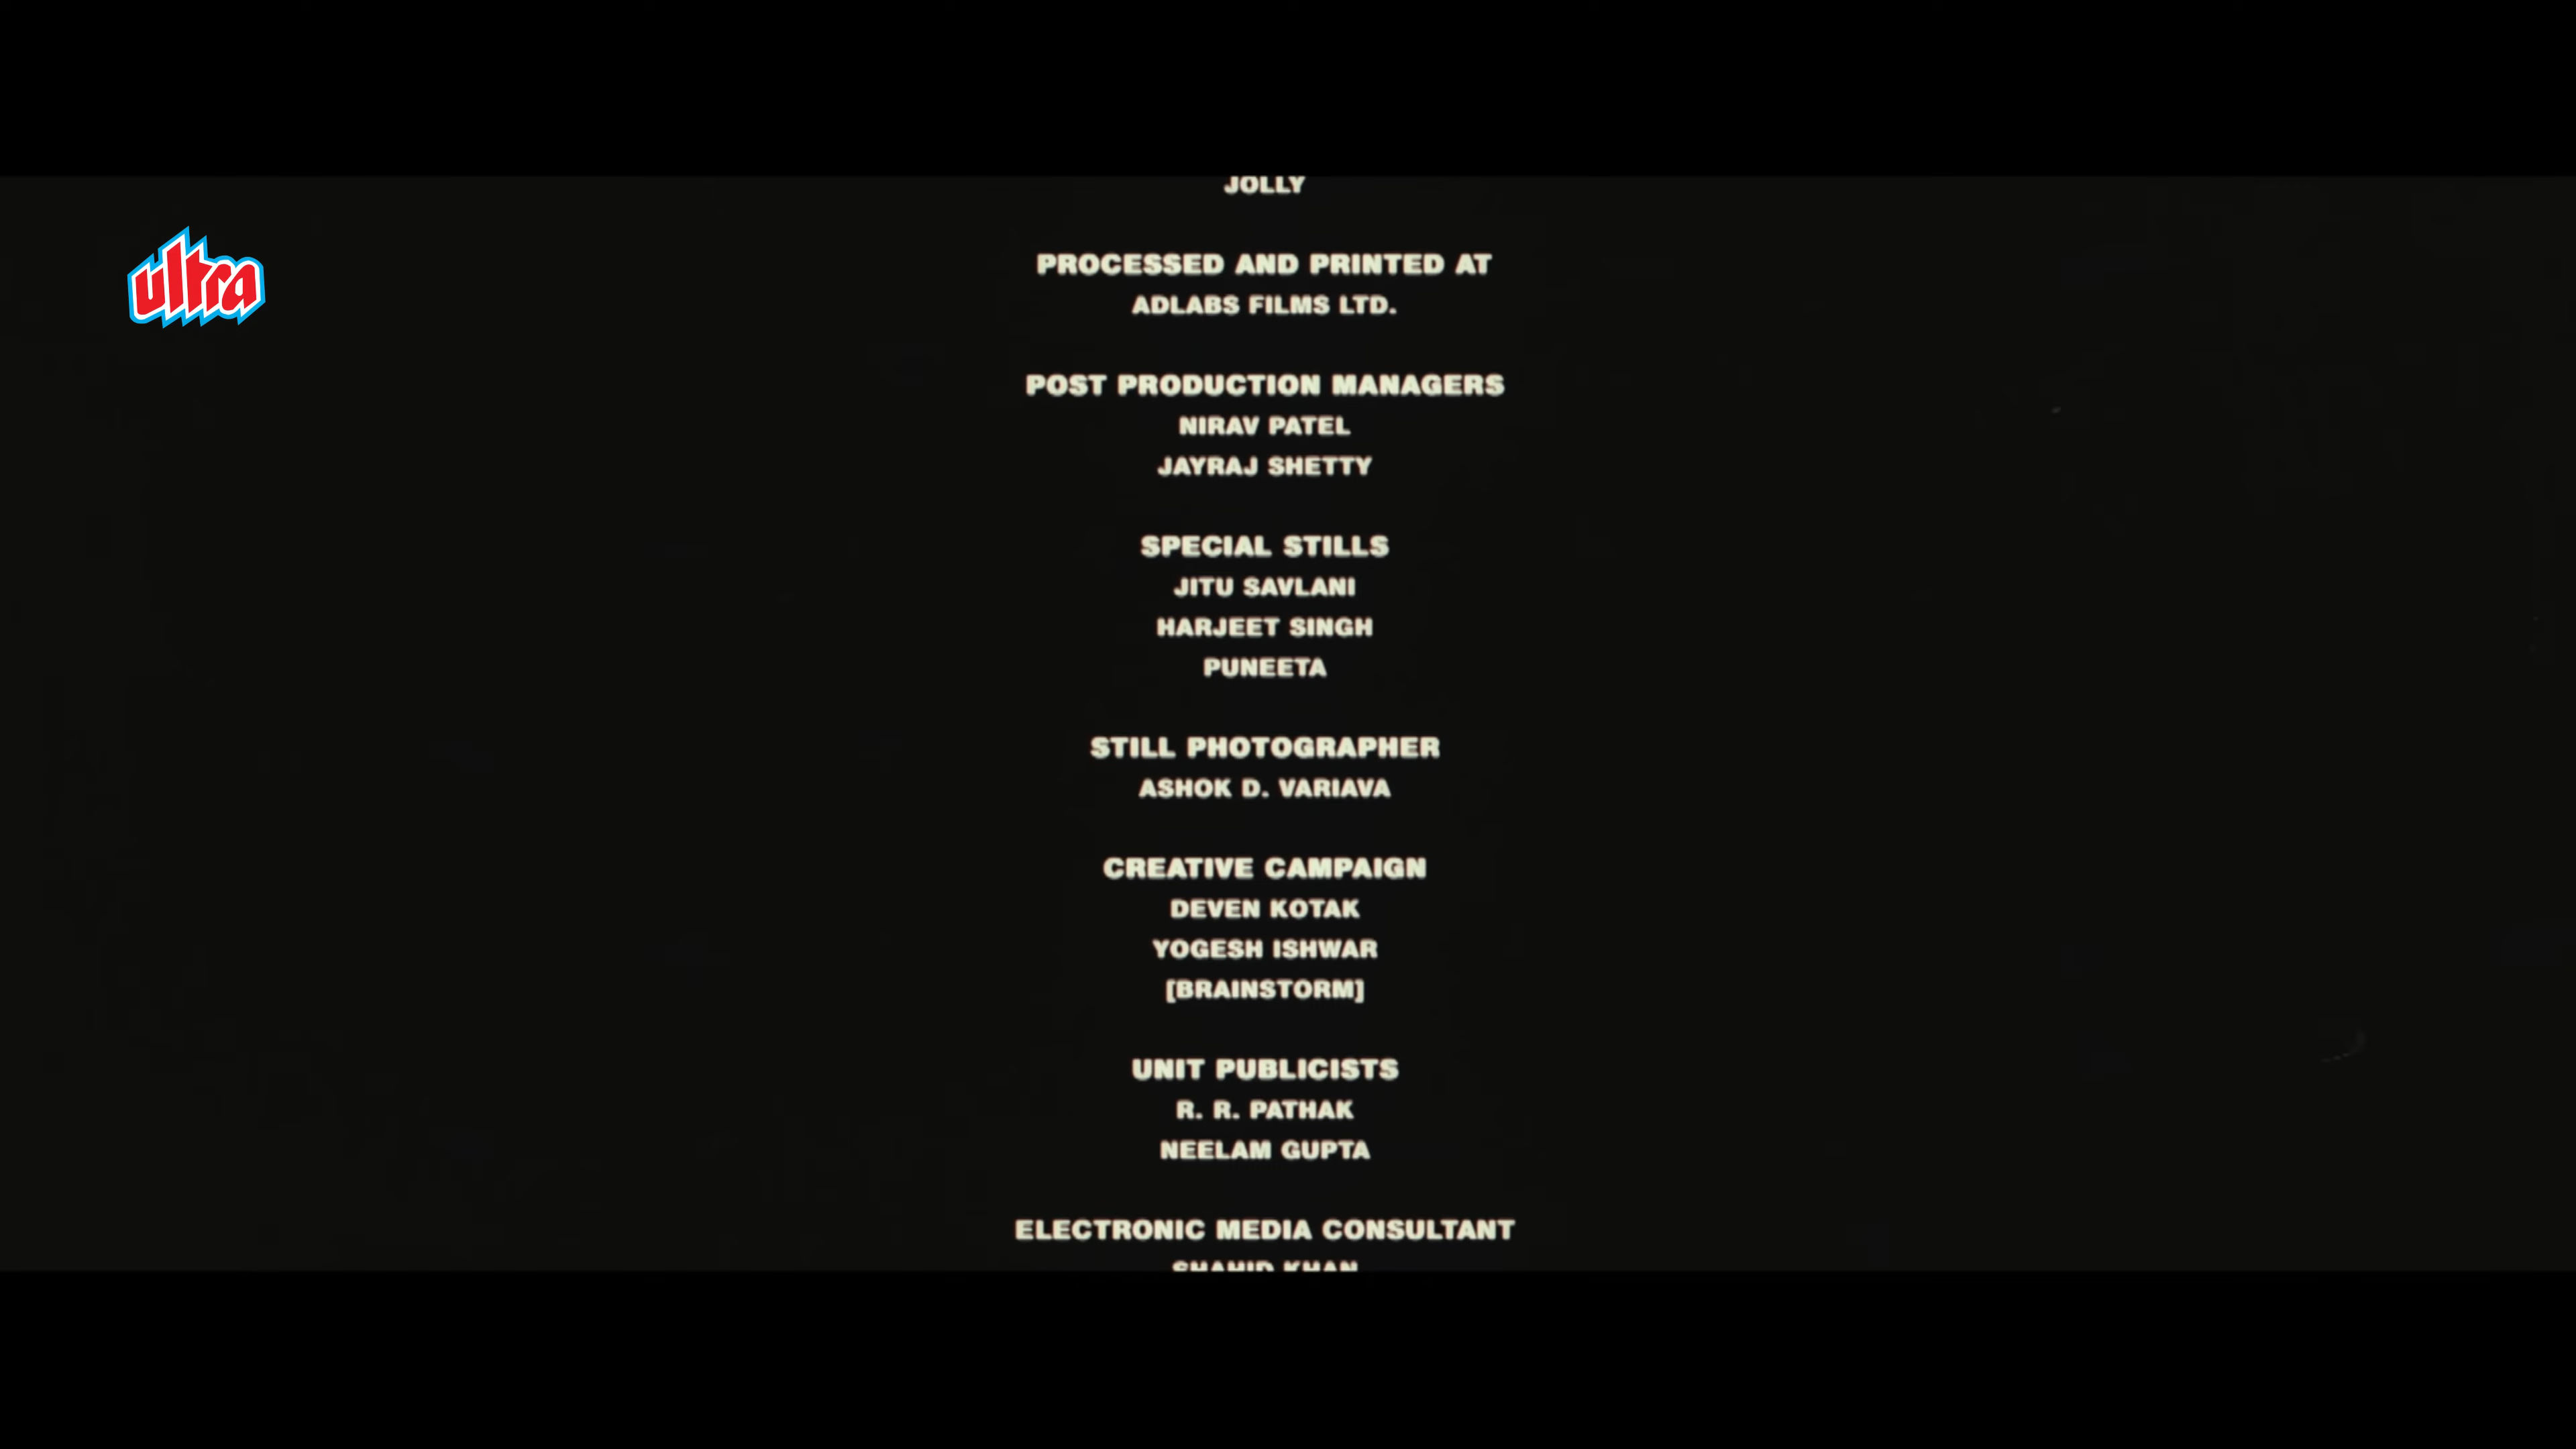 JOLLY
ultra
PROCESSED AND PRINTED AT
ADLABS FILMS LTD.
POST PRODUCTION MANAGERS
NIRAV PATEL
JAYRAJ SHETTY
SPECIAL STILLS
JITU SAVLANI
HARJEET SINGH
PUNEETA
STILL PHOTOGRAPHER
ASHOK D. VARIAVA
CREATIVE CAMPAIGN
DEVEN KOTAK
YOGESH ISHWAR
[BRAINSTORM]
UNIT PUBLICISTS
R. R. PATHAK
NEELAM GUPTA
ELECTRONIC MEDIA CONSULTANT
SHAHID KHAN